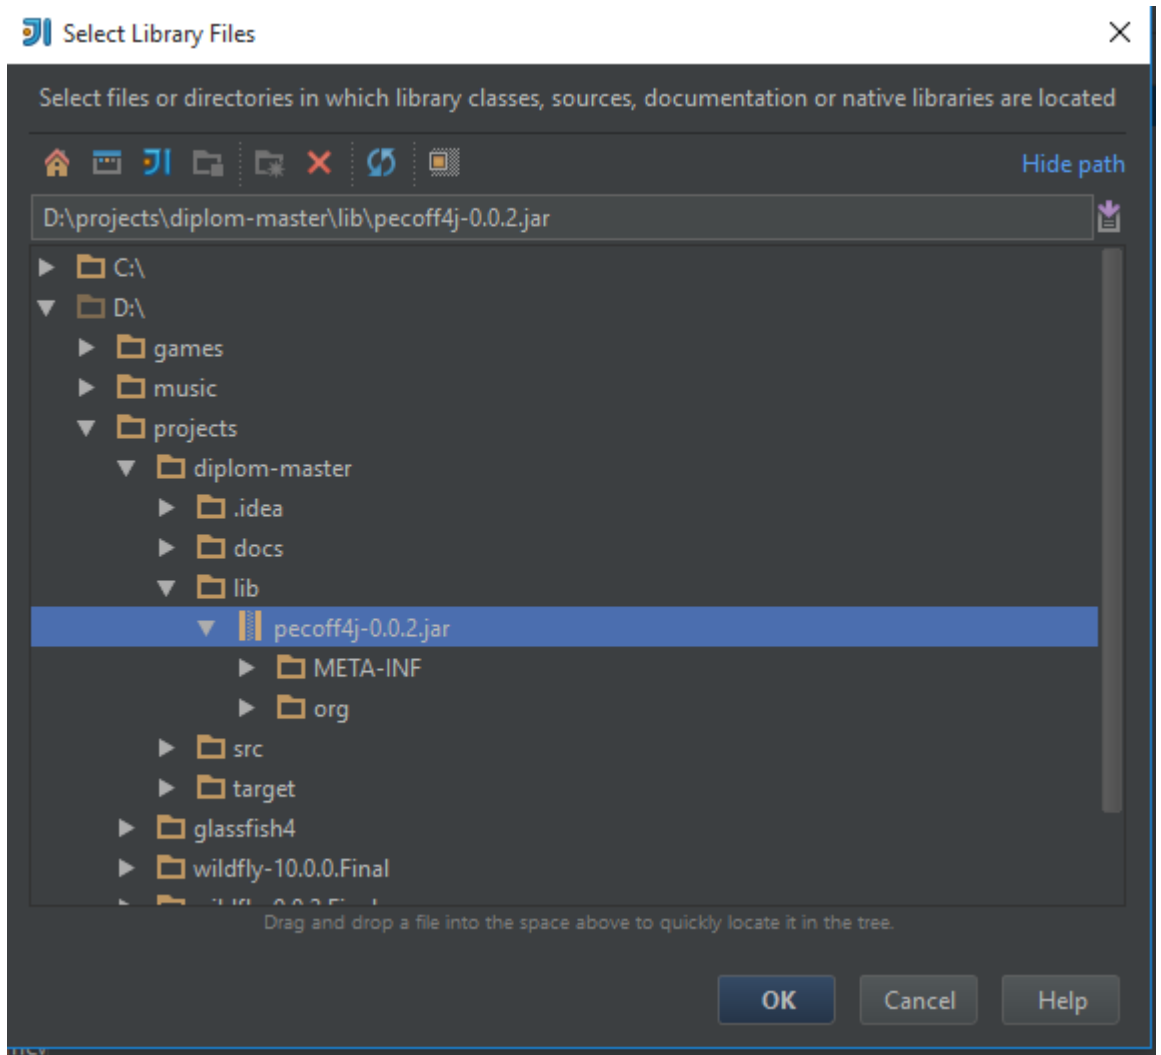 Select Library Files
Select files or directories in which library classes, sources, documentation or native libraries are located
Hide path
D:\projects\diplom-master\lib\pecoff4j-0.0.2.jar
C:\
D:\
games
music
projects
diplom-master
.idea
docs
lib
pecoff4j-0.0.2.jar
META-INF
org
src
target
glassfish4
wildfly-10.0.0.Final
Drag and drop a file into the space above to quickly locate it in the tree.
OK Cancel Help